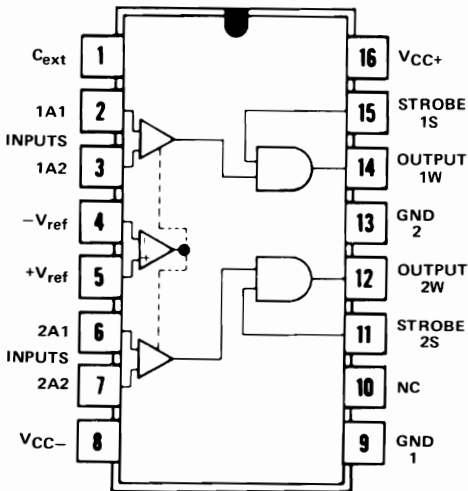 Cext 1
1A1 2
INPUTS
1A2 3
−Vref 4
+Vref 5
2A1 6
INPUTS
2A2 7
VCC− 8
16 VCC+
15 STROBE
1S
14 OUTPUT
1W
13 GND
2
12 OUTPUT
2W
11 STROBE
2S
10 NC
9 GND
1
− 
+